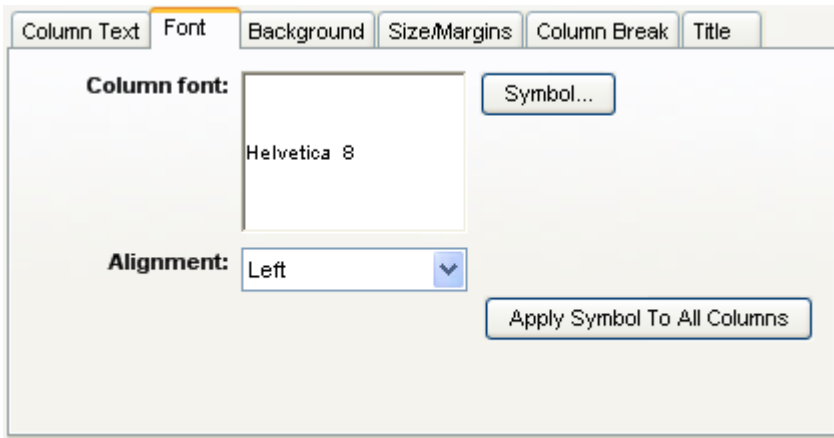 Column Text Font Background Size/Margins Column Break Title
Column font: Symbol...
Helvetica 8
Alignment: Left
Apply Symbol To All Columns